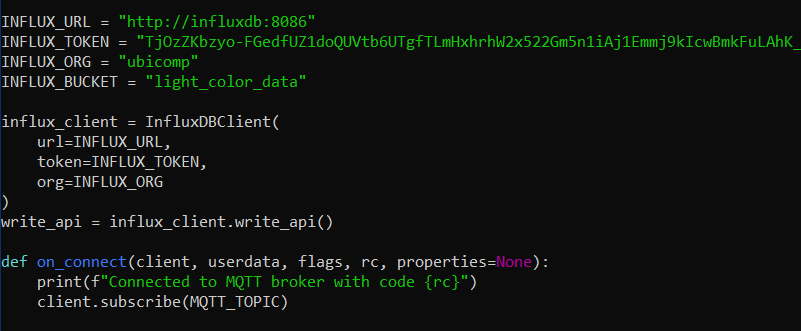 INFLUX_URL = "http://influxdb:8086"
INFLUX_TOKEN = "TjOzZKbzyo-FGedfUZ1doQUVtb6UTgfTLmHxhrhW2x522Gm5n1iAj1Emmj9kIcwBmkFuLAhK_
INFLUX_ORG = "ubicomp"
INFLUX_BUCKET = "light_color_data"
influx_client = InfluxDBClient(
    url=INFLUX_URL,
    token=INFLUX_TOKEN,
    org=INFLUX_ORG
)
write_api = influx_client.write_api()
def on_connect(client, userdata, flags, rc, properties=None):
    print(f"Connected to MQTT broker with code {rc}")
    client.subscribe(MQTT_TOPIC)